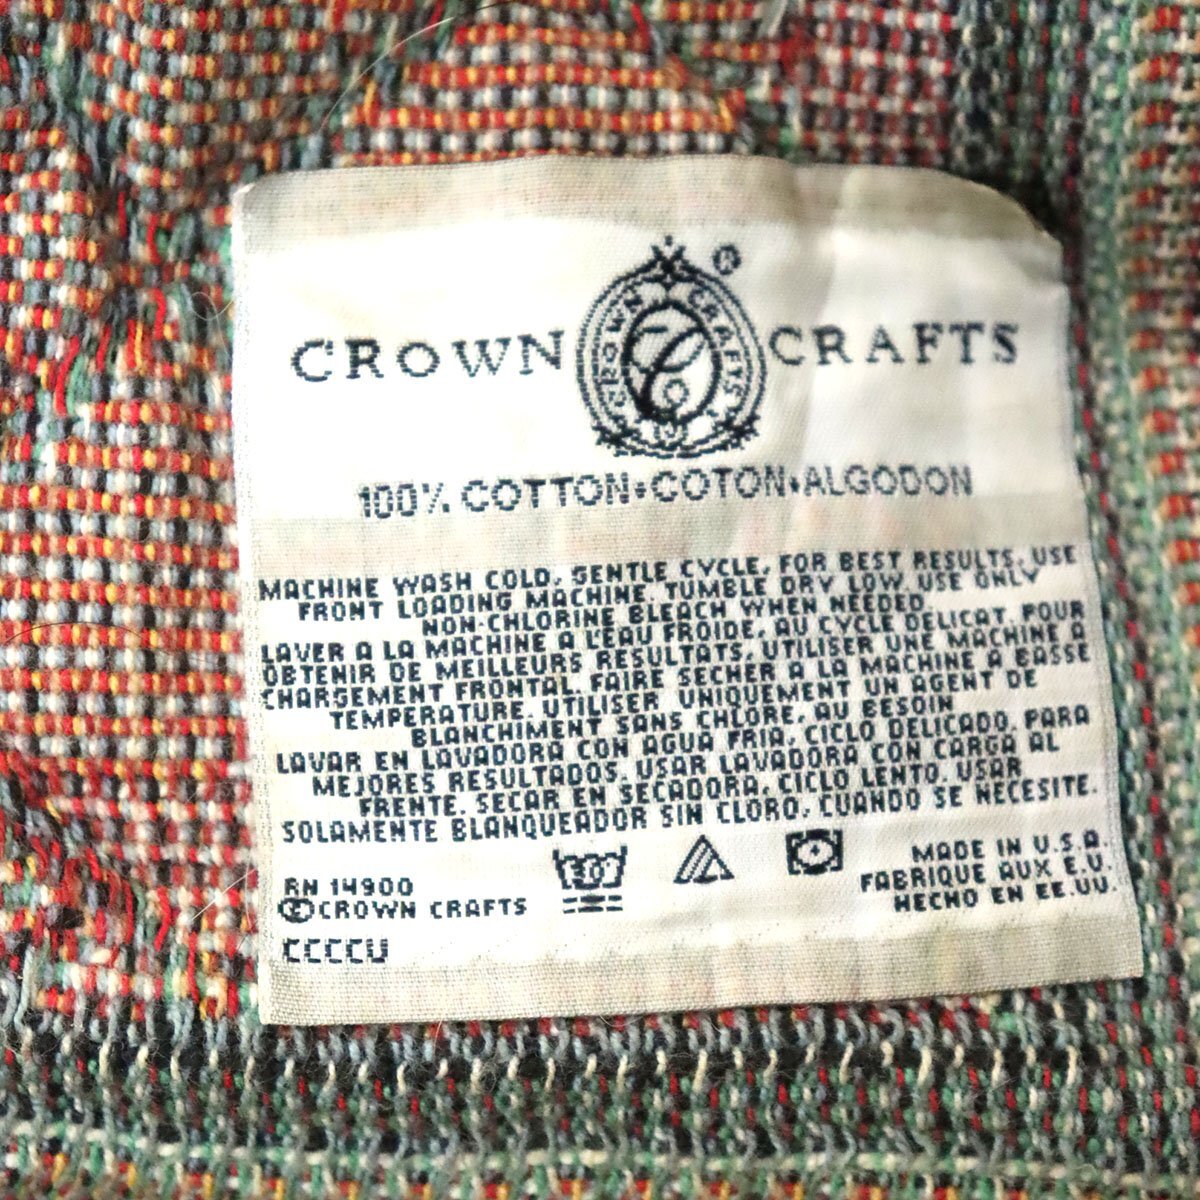 CROWN CRAFTS
CROWN CRAFTS ®
100% COTTON•COTON•ALGODON
MACHINE WASH COLD, GENTLE CYCLE, FOR BEST RESULTS, USE
FRONT LOADING MACHINE. TUMBLE DRY LOW. USE ONLY
NON-CHLORINE BLEACH WHEN NEEDED.
LAVER A LA MACHINE A L'EAU FROIDE, AU CYCLE DELICAT. POUR
OBTENIR DE MEILLEURS RESULTATS, UTILISER UNE MACHINE A
CHARGEMENT FRONTAL. FAIRE SECHER A LA MACHINE A BASSE
TEMPERATURE. UTILISER UNIQUEMENT UN AGENT DE
BLANCHIMENT SANS CHLORE, AU BESOIN
LAVAR EN LAVADORA CON AGUA FRIA, CICLO DELICADO. PARA
MEJORES RESULTADOS, USAR LAVADORA CON CARGA AL
FRENTE. SECAR EN SECADORA, CICLO LENTO. USAR
SOLAMENTE BLANQUEADOR SIN CLORO, CUANDO SE NECESITE.
RN 14900
© CROWN CRAFTS
CCCCU
30
MADE IN U.S.A.
FABRIQUE AUX E.U.
HECHO EN EE.UU.